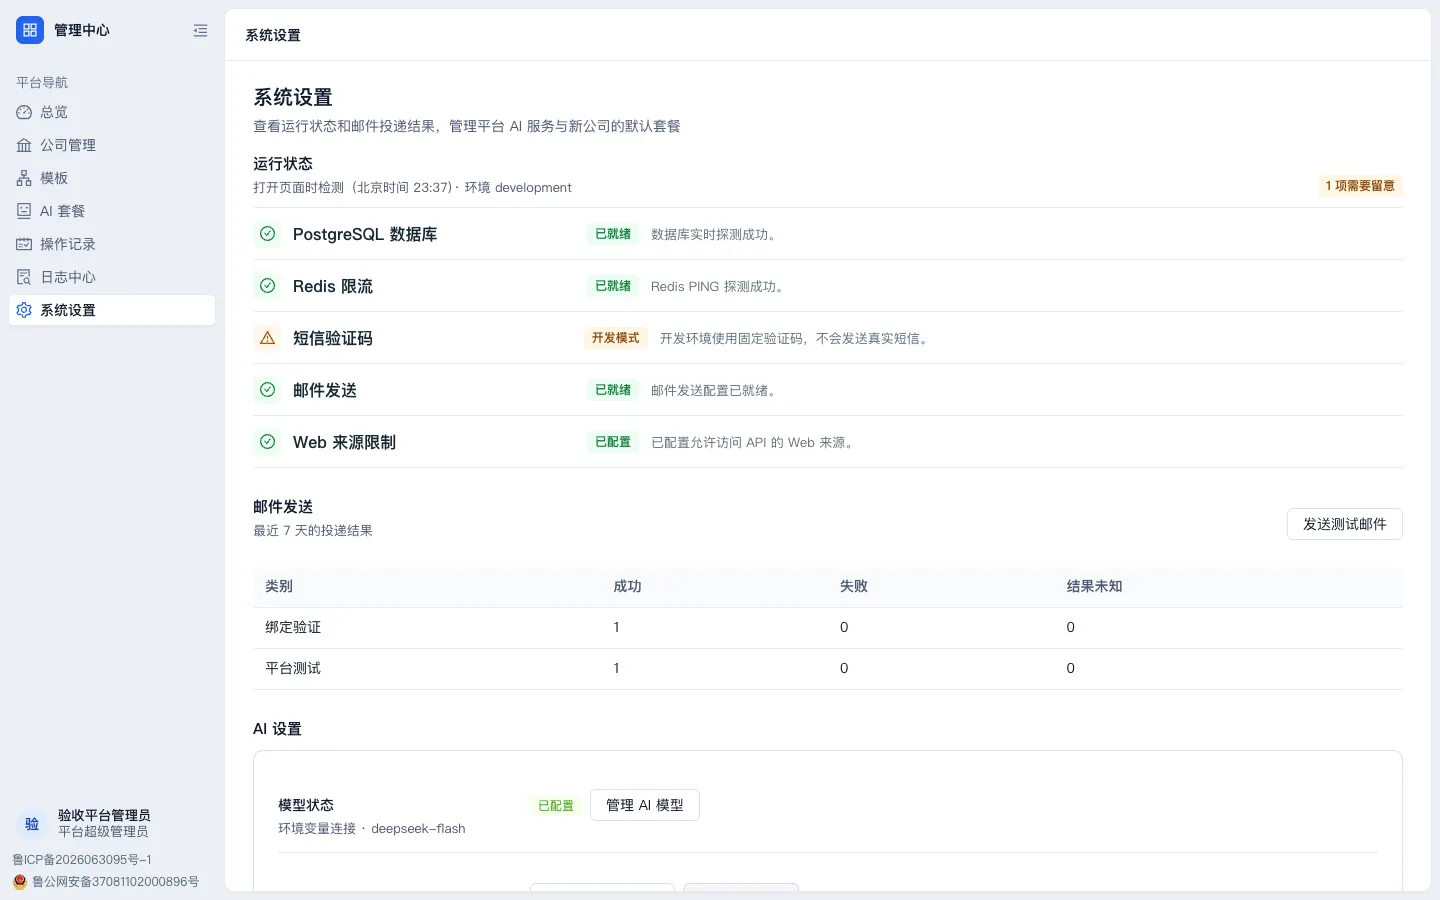 管理中心
平台导航
总览
公司管理
模板
AI 套餐
操作记录
日志中心
系统设置
验
验收平台管理员
平台超级管理员
鲁ICP备2026063095号-1
鲁公网安备37081102000896号
系统设置
系统设置
查看运行状态和邮件投递结果，管理平台 AI 服务与新公司的默认套餐
运行状态
打开页面时检测（北京时间 23:37）· 环境 development
1 项需要留意
PostgreSQL 数据库 已就绪 数据库实时探测成功。
Redis 限流 已就绪 Redis PING 探测成功。
短信验证码 开发模式 开发环境使用固定验证码，不会发送真实短信。
邮件发送 已就绪 邮件发送配置已就绪。
Web 来源限制 已配置 已配置允许访问 API 的 Web 来源。
邮件发送
最近 7 天的投递结果
发送测试邮件
类别 成功 失败 结果未知
绑定验证 1 0 0
平台测试 1 0 0
AI 设置
模型状态 已配置 管理 AI 模型
环境变量连接 · deepseek-flash